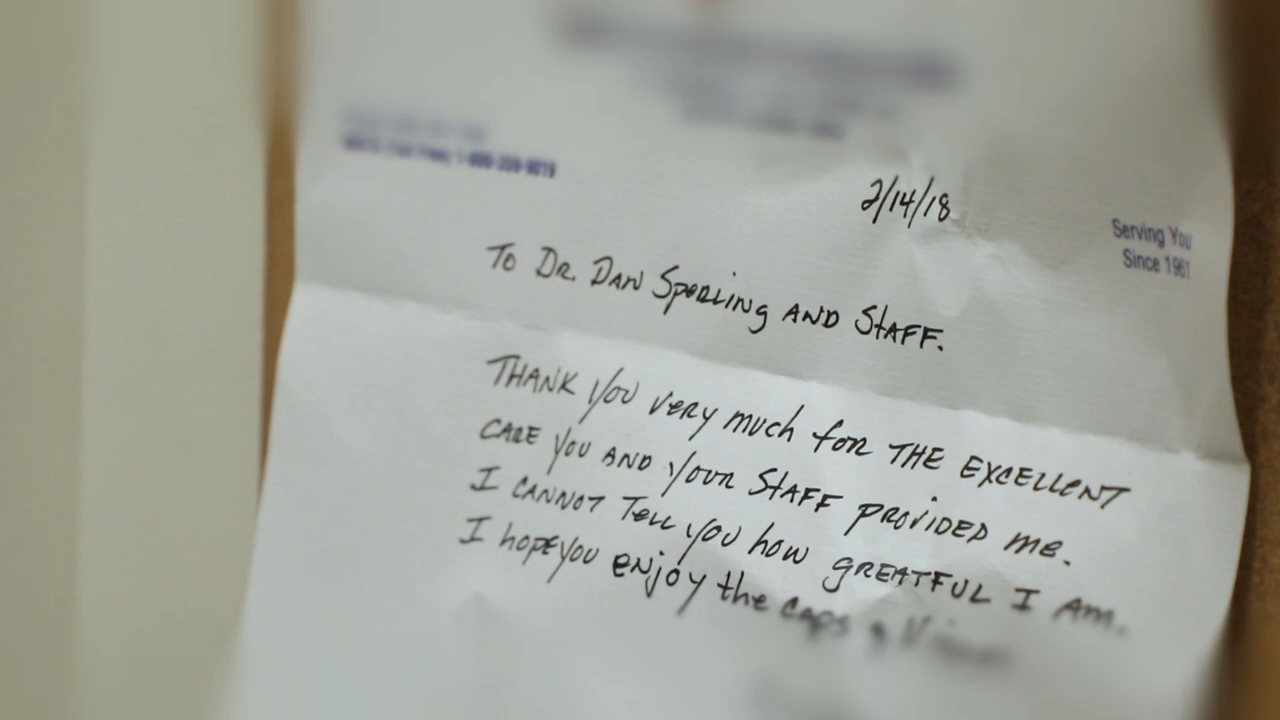 2/14/18
Serving You
Since 1961
To Dr. Dan Sperling and Staff.
Thank you very much for the excellent
care you and your staff provided me.
I cannot tell you how greatful I am.
I hope you enjoy the caps